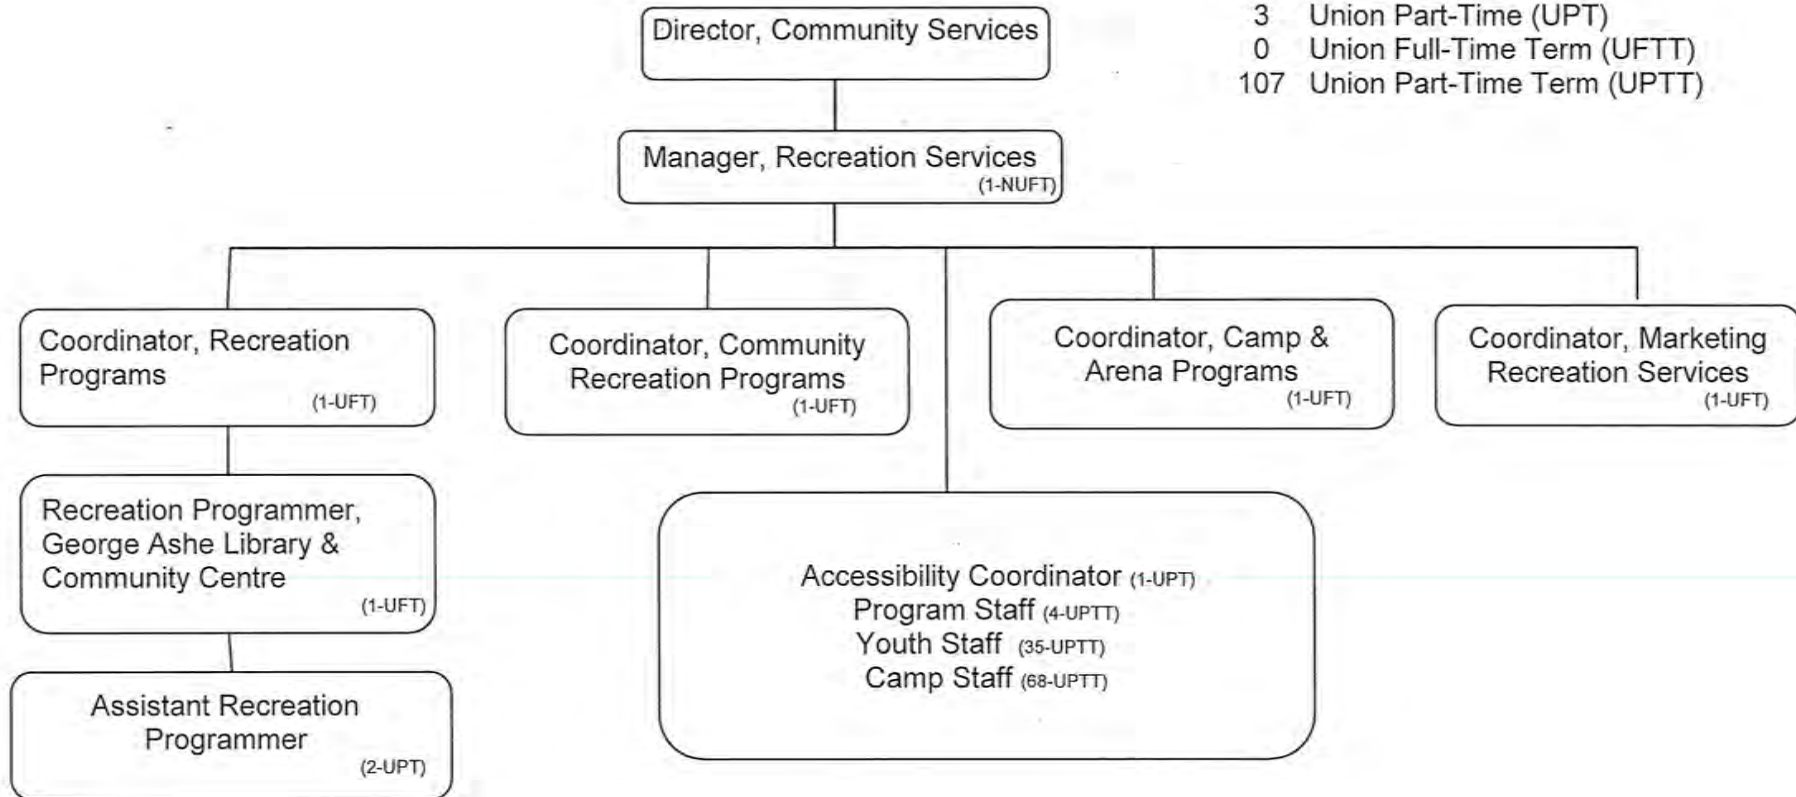 3 Union Part-Time (UPT)
0 Union Full-Time Term (UFTT)
107 Union Part-Time Term (UPTT)
Director, Community Services
Manager, Recreation Services
(1-NUFT)
Coordinator, Recreation
Programs
(1-UFT)
Coordinator, Community
Recreation Programs
(1-UFT)
Coordinator, Camp &
Arena Programs
(1-UFT)
Coordinator, Marketing
Recreation Services
(1-UFT)
Recreation Programmer,
George Ashe Library &
Community Centre
(1-UFT)
Accessibility Coordinator (1-UPT)
Program Staff (4-UPTT)
Youth Staff (35-UPTT)
Camp Staff (68-UPTT)
Assistant Recreation
Programmer
(2-UPT)